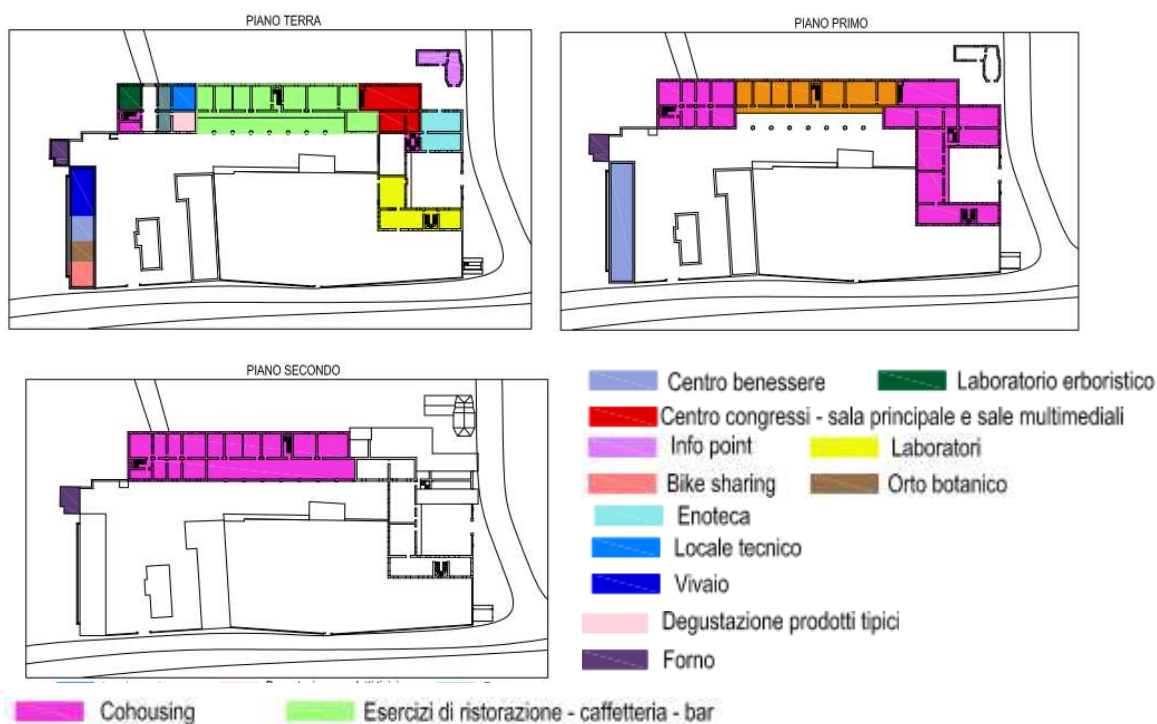 PIANO TERRA
PIANO PRIMO
PIANO SECONDO
Centro benessere
Laboratorio erboristico
Centro congressi - sala principale e sale multimediali
Info point
Laboratori
Bike sharing
Orto botanico
Enoteca
Locale tecnico
Vivaio
Degustazione prodotti tipici
Forno
Cohousing
Esercizi di ristorazione - caffetteria - bar